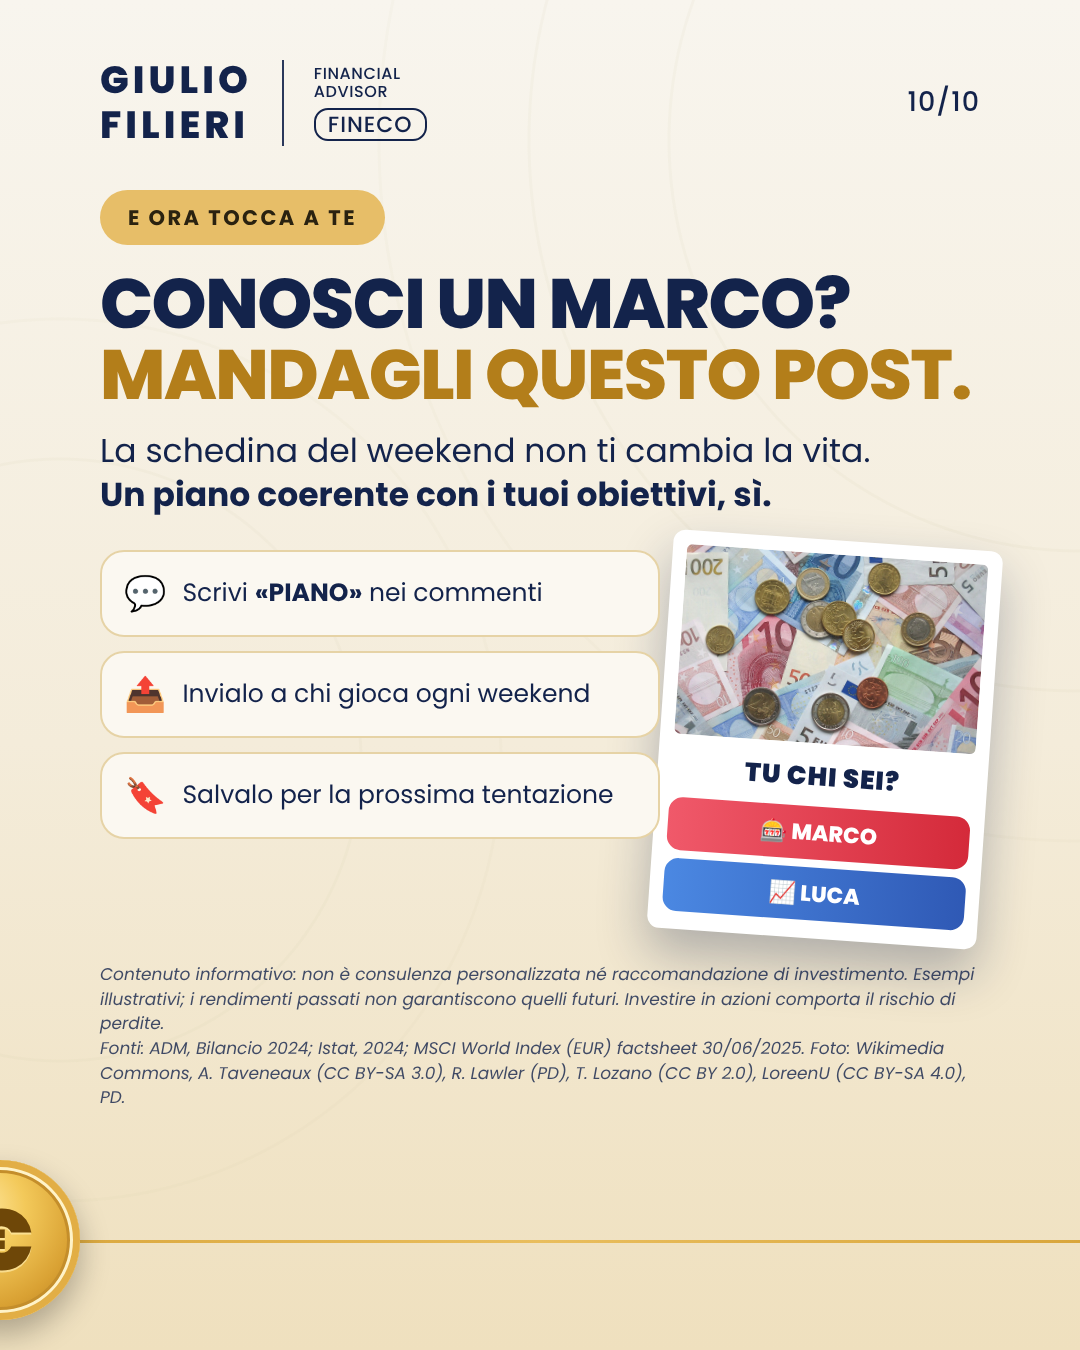 GIULIO
FILIERI
FINANCIAL
ADVISOR
FINECO
10/10
E ORA TOCCA A TE
CONOSCI UN MARCO?
MANDAGLI QUESTO POST.
La schedina del weekend non ti cambia la vita.
Un piano coerente con i tuoi obiettivi, sì.
Scrivi «PIANO» nei commenti
Invialo a chi gioca ogni weekend
Salvalo per la prossima tentazione
TU CHI SEI?
MARCO
LUCA
Contenuto informativo: non è consulenza personalizzata né raccomandazione di investimento. Esempi
illustrativi; i rendimenti passati non garantiscono quelli futuri. Investire in azioni comporta il rischio di
perdite.
Fonti: ADM, Bilancio 2024; Istat, 2024; MSCI World Index (EUR) factsheet 30/06/2025. Foto: Wikimedia
Commons, A. Taveneaux (CC BY-SA 3.0), R. Lawler (PD), T. Lozano (CC BY 2.0), LoreenU (CC BY-SA 4.0),
PD.